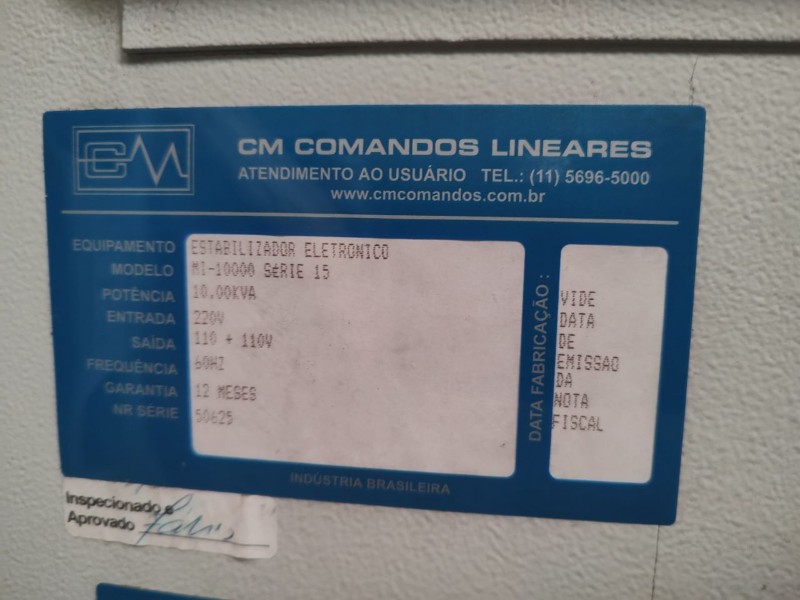 CM
CM COMANDOS LINEARES
ATENDIMENTO AO USUÁRIO TEL.: (11) 5696-5000
www.cmcomandos.com.br
EQUIPAMENTO ESTABILIZADOR ELETRONICO
MODELO MI-10000 SéRIE 15
POTÊNCIA 10.00KVA
ENTRADA 220V
SAÍDA 110 + 110V
FREQUÊNCIA 60HZ
GARANTIA 12 MESES
NR SÉRIE 50625
DATA FABRICAÇÃO :
VIDE
DATA
DE
EMISSAO
DA
NOTA
FISCAL
INDÚSTRIA BRASILEIRA
Inspecionado e
Aprovado